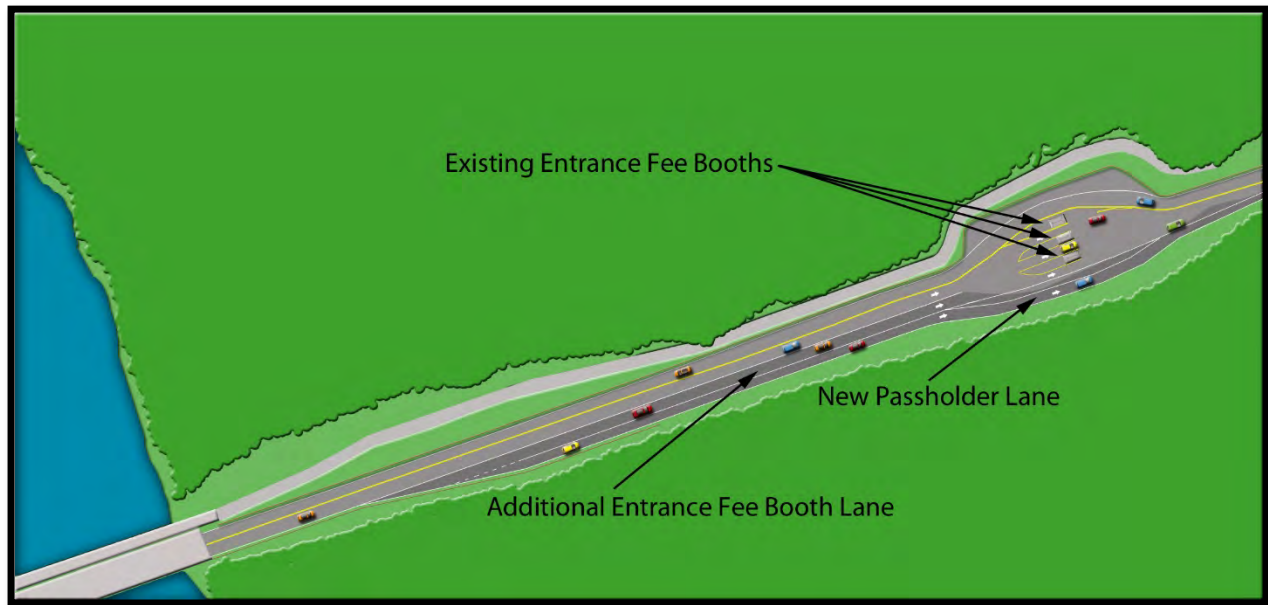 Existing Entrance Fee Booths
New Passholder Lane
Additional Entrance Fee Booth Lane